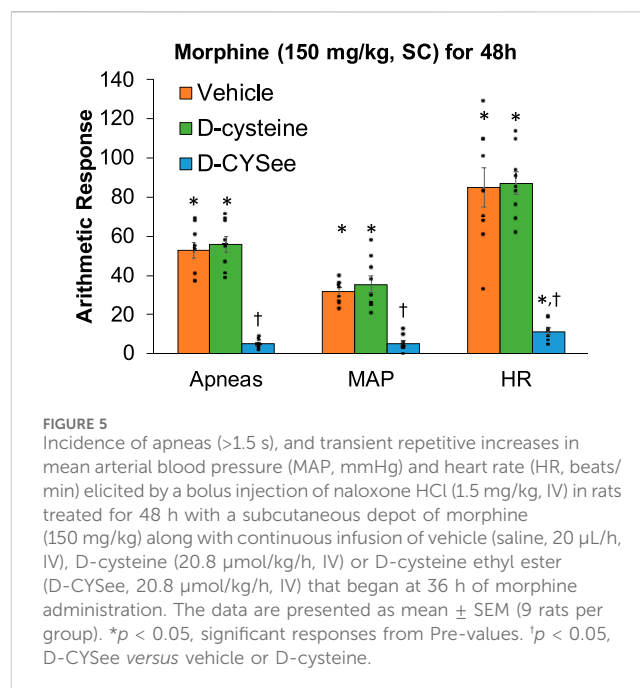 Morphine (150 mg/kg, SC) for 48h
140
120
100
80
60
40
20
0
Arithmetic Response
Vehicle
D-cysteine
D-CYSee
* * †
* * †
* * *,†
Apneas MAP HR
FIGURE 5
Incidence of apneas (>1.5 s), and transient repetitive increases in
mean arterial blood pressure (MAP, mmHg) and heart rate (HR, beats/
min) elicited by a bolus injection of naloxone HCl (1.5 mg/kg, IV) in rats
treated for 48 h with a subcutaneous depot of morphine
(150 mg/kg) along with continuous infusion of vehicle (saline, 20 µL/h,
IV), D-cysteine (20.8 µmol/kg/h, IV) or D-cysteine ethyl ester
(D-CYSee, 20.8 µmol/kg/h, IV) that began at 36 h of morphine
administration. The data are presented as mean ± SEM (9 rats per
group). *p < 0.05, significant responses from Pre-values. †p < 0.05,
D-CYSee versus vehicle or D-cysteine.